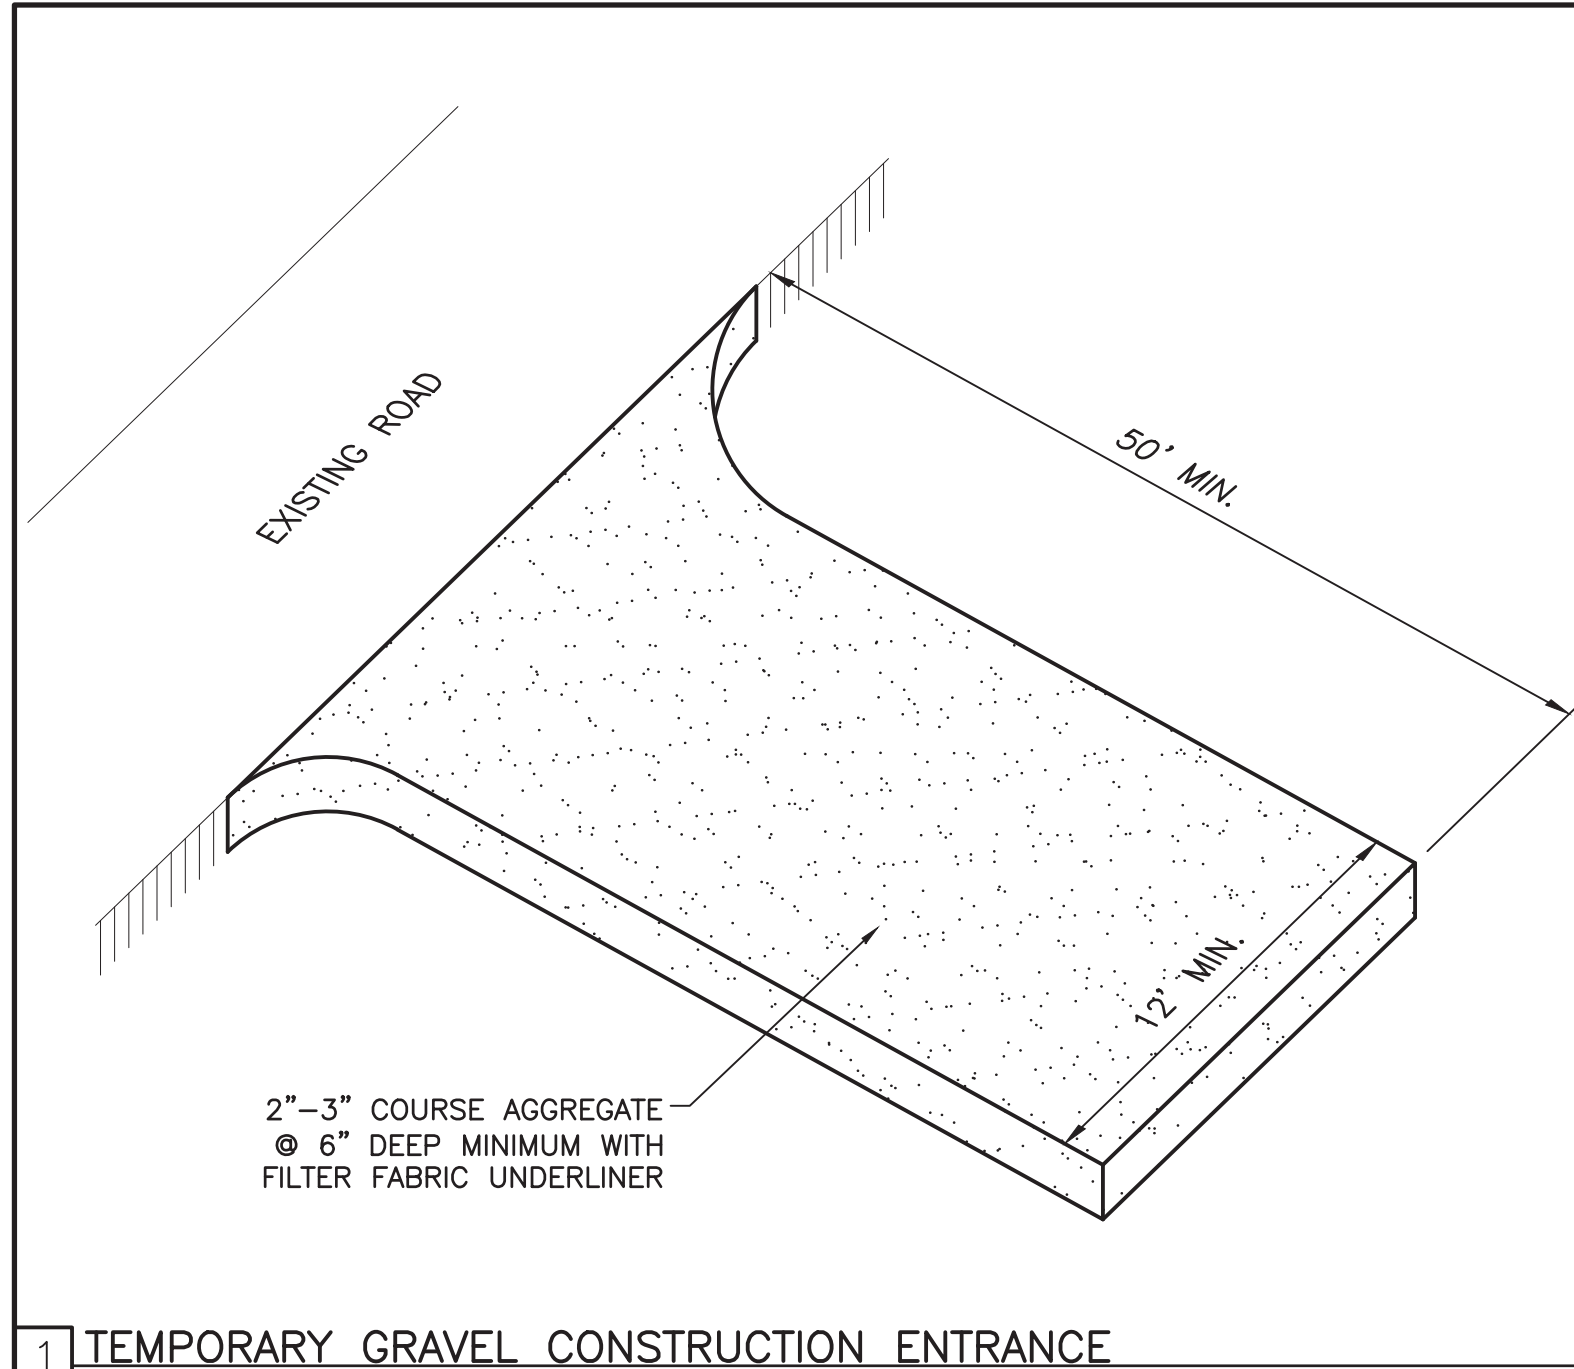 EXISTING ROAD
50' MIN.
12' MIN.
2"-3" COURSE AGGREGATE
@ 6" DEEP MINIMUM WITH
FILTER FABRIC UNDERLINER
1 TEMPORARY GRAVEL CONSTRUCTION ENTRANCE